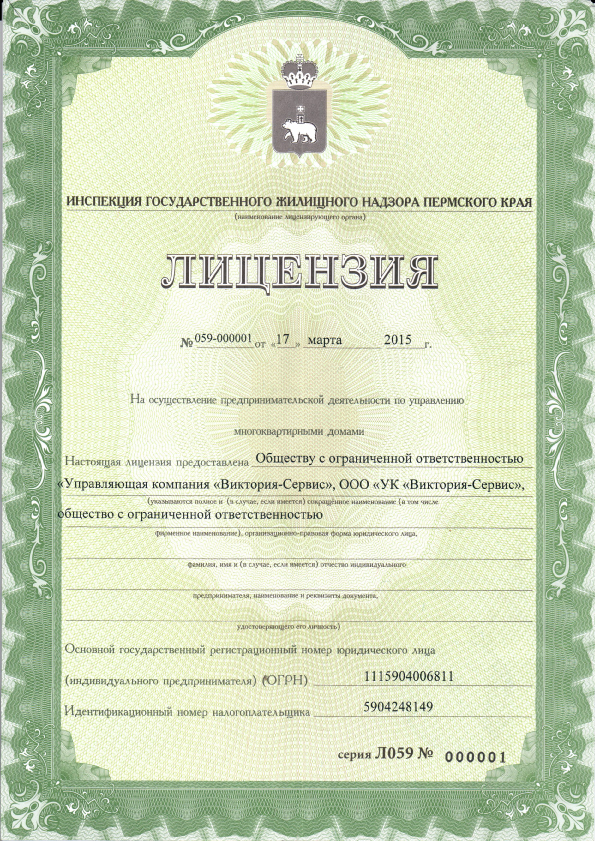 ИНСПЕКЦИЯ ГОСУДАРСТВЕННОГО ЖИЛИЩНОГО НАДЗОРА ПЕРМСКОГО КРАЯ
(наименование лицензирующего органа)
ЛИЦЕНЗИЯ
№ 059-000001 от «17» марта 2015 г.
На осуществление предпринимательской деятельности по управлению
многоквартирными домами
Настоящая лицензия предоставлена Обществу с ограниченной ответственностью
«Управляющая компания «Виктория-Сервис», ООО «УК «Виктория-Сервис»,
(указываются полное и (в случае, если имеется) сокращённое наименование (в том числе
общество с ограниченной ответственностью
фирменное наименование), организационно-правовая форма юридического лица,
фамилия, имя и (в случае, если имеется) отчество индивидуального
предпринимателя, наименование и реквизиты документа,
удостоверяющего его личность)
Основной государственный регистрационный номер юридического лица
(индивидуального предпринимателя) (ОГРН) 1115904006811
Идентификационный номер налогоплательщика 5904248149
серия Л059 № 000001